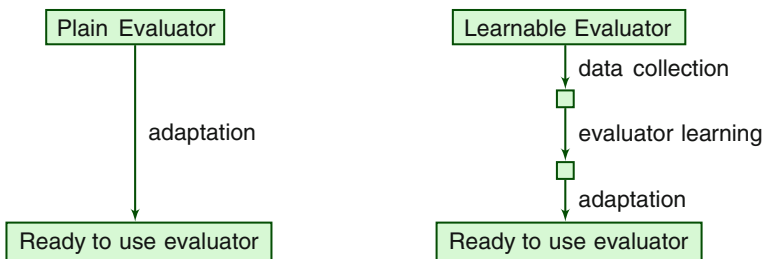 Plain Evaluator
adaptation
Ready to use evaluator
Learnable Evaluator
data collection
evaluator learning
adaptation
Ready to use evaluator